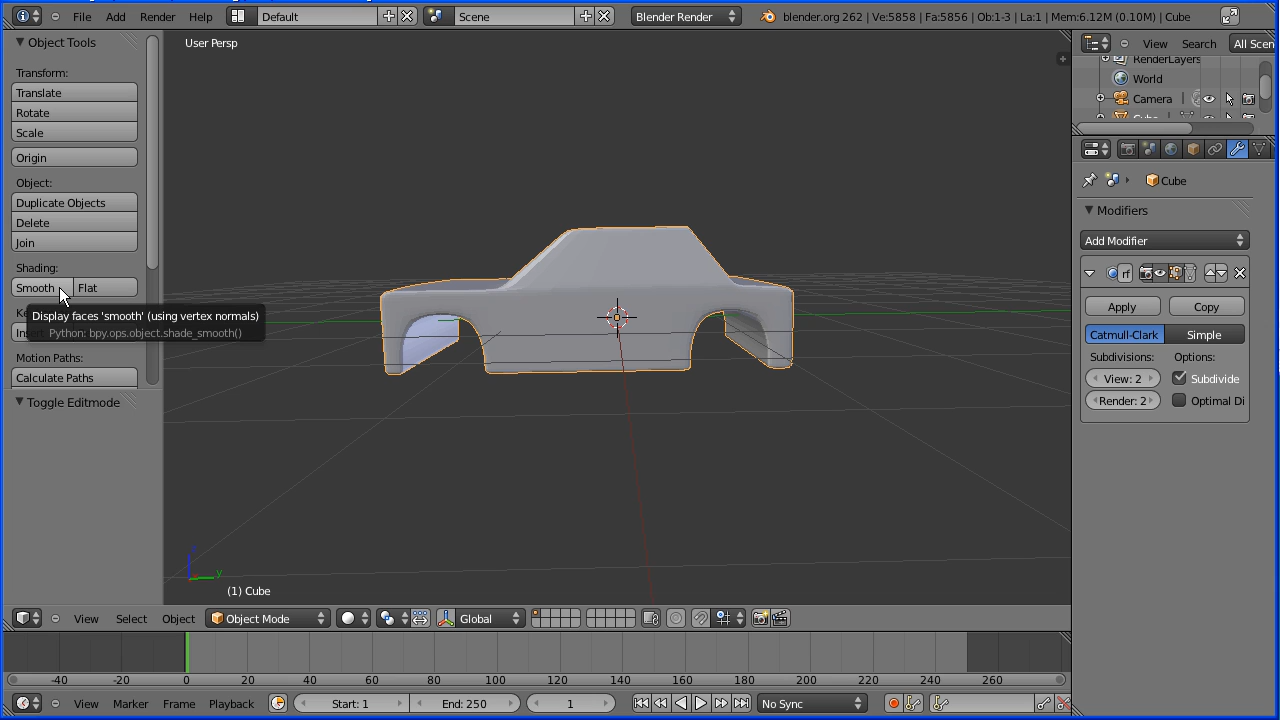 File Add Render Help Default Scene Blender Render blender.org 262 | Ve:5858 | Fa:5856 | Ob:1-3 | La:1 | Mem:6.12M (0.10M) | Cube
Object Tools
User Persp
View Search All Scen
RenderLayers
World
Camera
Transform:
Translate
Rotate
Scale
Origin
Object:
Duplicate Objects
Delete
Join
Shading:
Smooth Flat
Display faces 'smooth' (using vertex normals)
Python: bpy.ops.object.shade_smooth()
Motion Paths:
Calculate Paths
Toggle Editmode
Cube
Modifiers
Add Modifier
rf
Apply Copy
Catmull-Clark Simple
Subdivisions: Options:
View: 2 Subdivide
Render: 2 Optimal Di
y
(1) Cube
View Select Object Object Mode Global
-40 -20 0 20 40 60 80 100 120 140 160 180 200 220 240 260
View Marker Frame Playback Start: 1 End: 250 1 No Sync